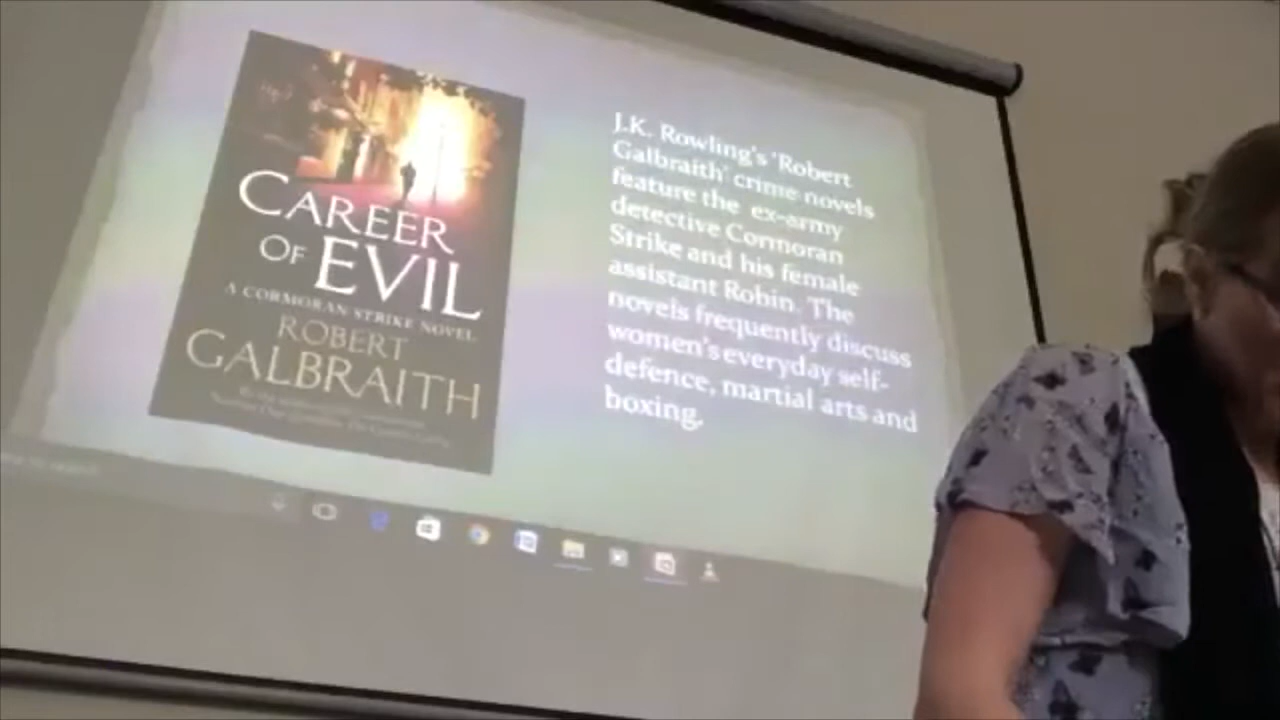 CAREER
OF EVIL
A CORMORAN STRIKE NOVEL
ROBERT
GALBRAITH
J.K. Rowling's 'Robert
Galbraith' crime novels
feature the ex-army
detective Cormoran
Strike and his female
assistant Robin. The
novels frequently discuss
women's everyday self-
defence, martial arts and
boxing.